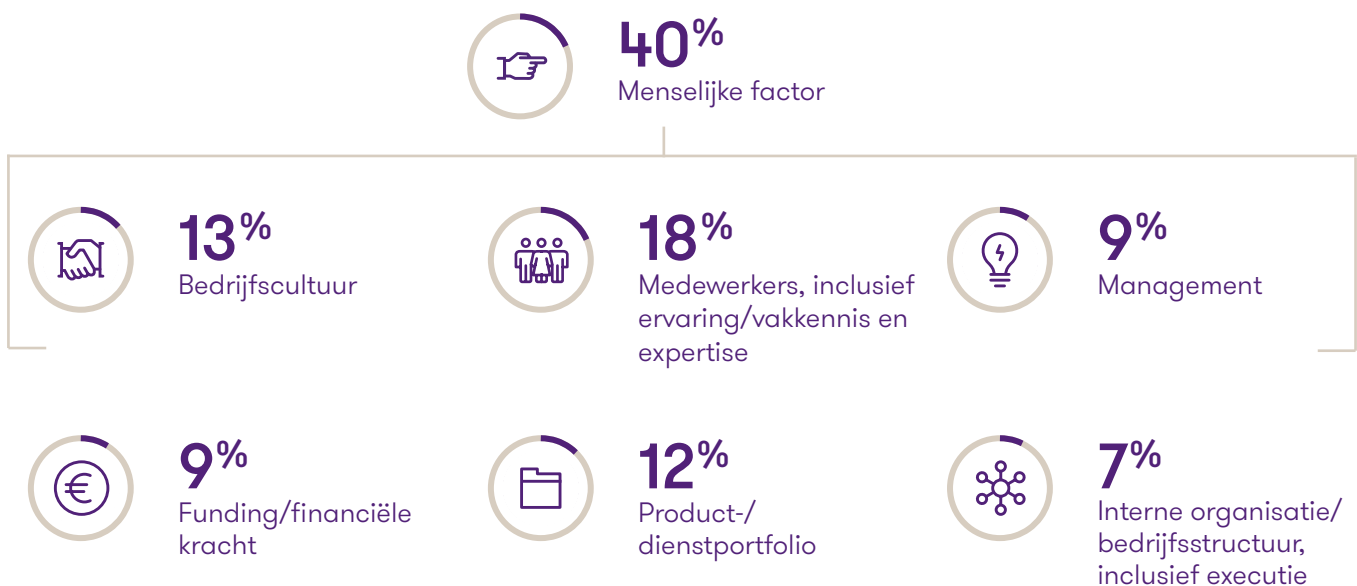 40%
Menselijke factor
13%
Bedrijfscultuur
18%
Medewerkers, inclusief
ervaring/vakkennis en
expertise
9%
Management
9%
Funding/financiële
kracht
12%
Product-/
dienstportfolio
7%
Interne organisatie/
bedrijfsstructuur,
inclusief executie